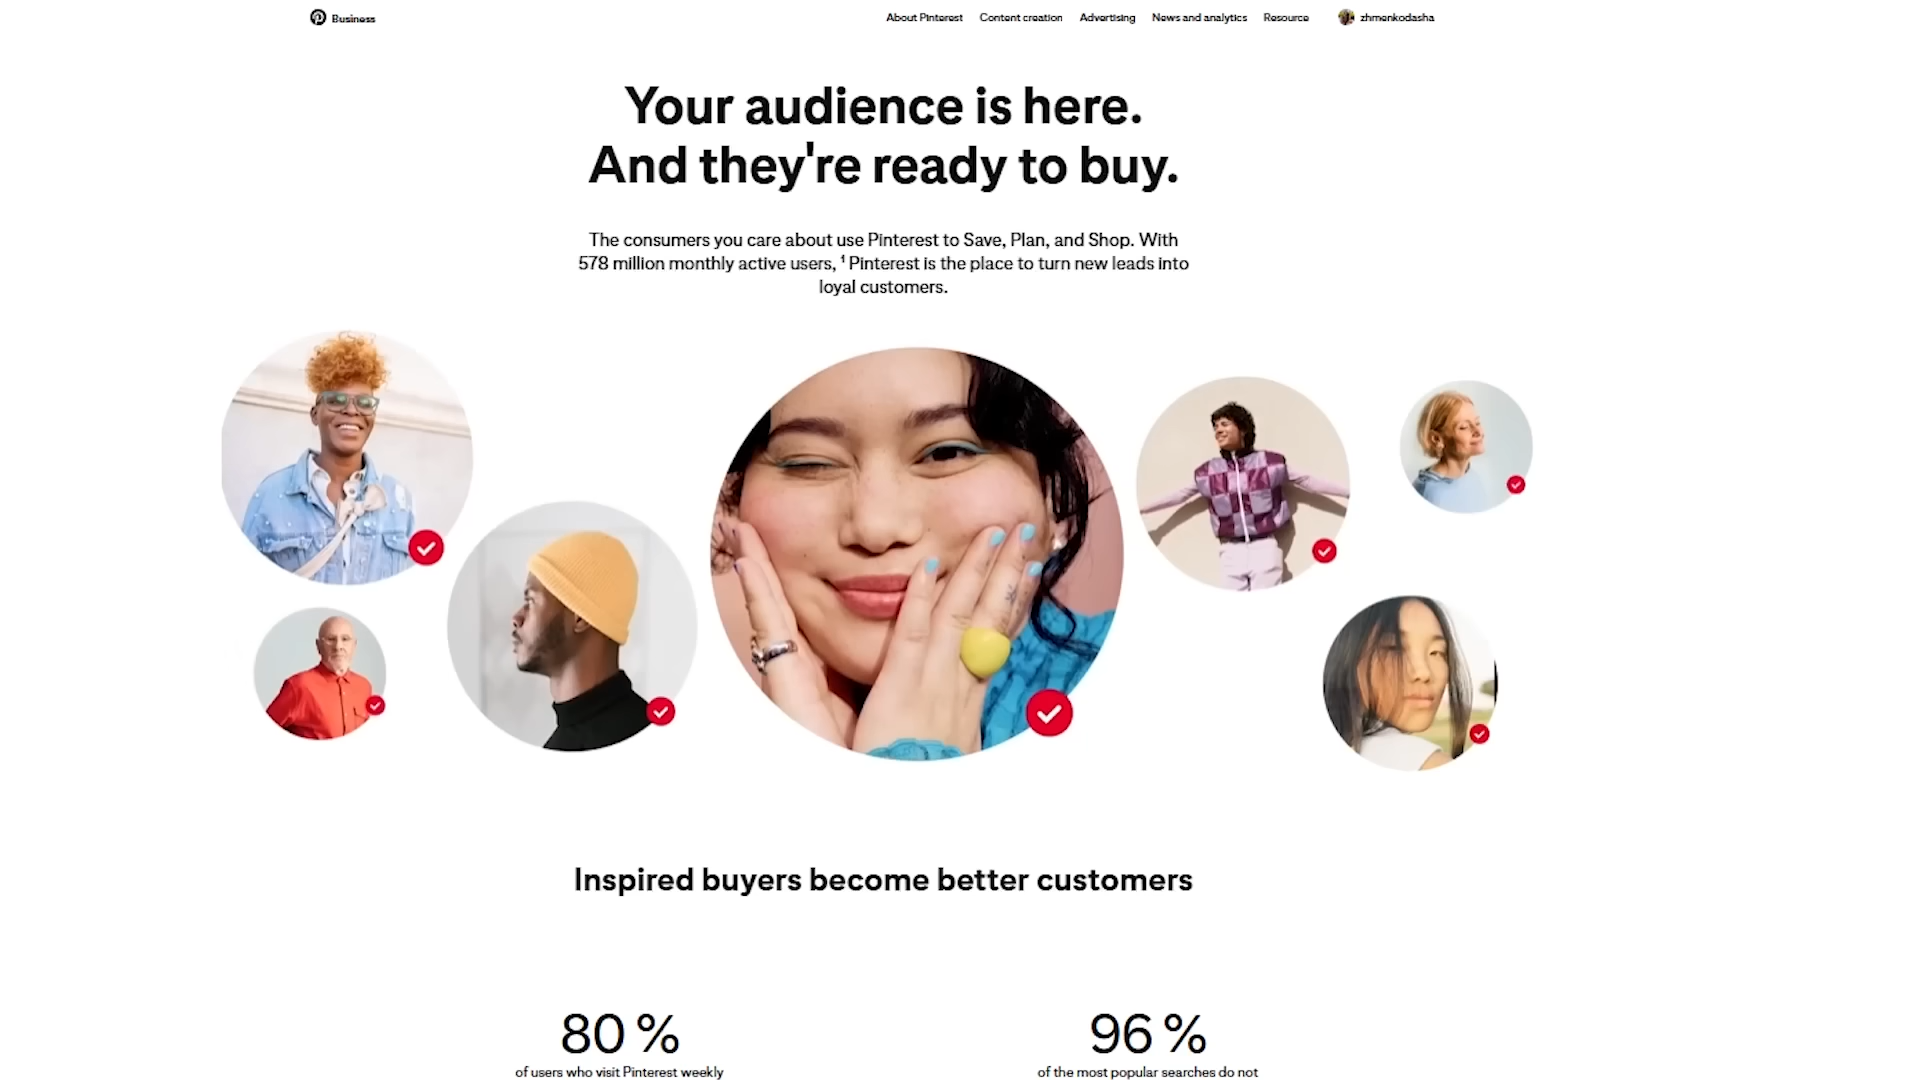 Business
About Pinterest Content creation Advertising News and analytics Resource zhmenkodasha
Your audience is here.
And they're ready to buy.
The consumers you care about use Pinterest to Save, Plan, and Shop. With
578 million monthly active users, ¹ Pinterest is the place to turn new leads into
loyal customers.
Inspired buyers become better customers
80 % 96 %
of users who visit Pinterest weekly of the most popular searches do not